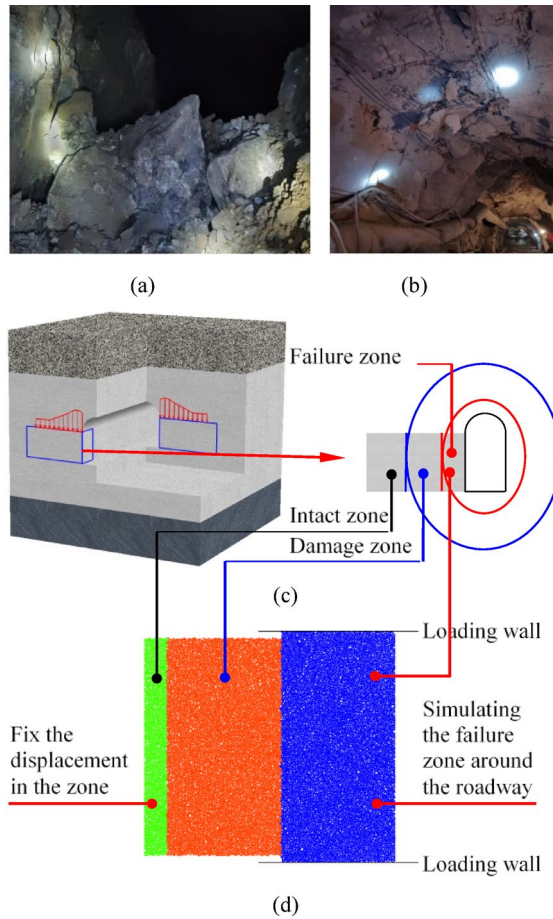 (a)
(b)
Failure zone
Intact zone
Damage zone
(c)
Loading wall
Fix the
displacement
in the zone
Simulating
the failure
zone around
the roadway
Loading wall
(d)